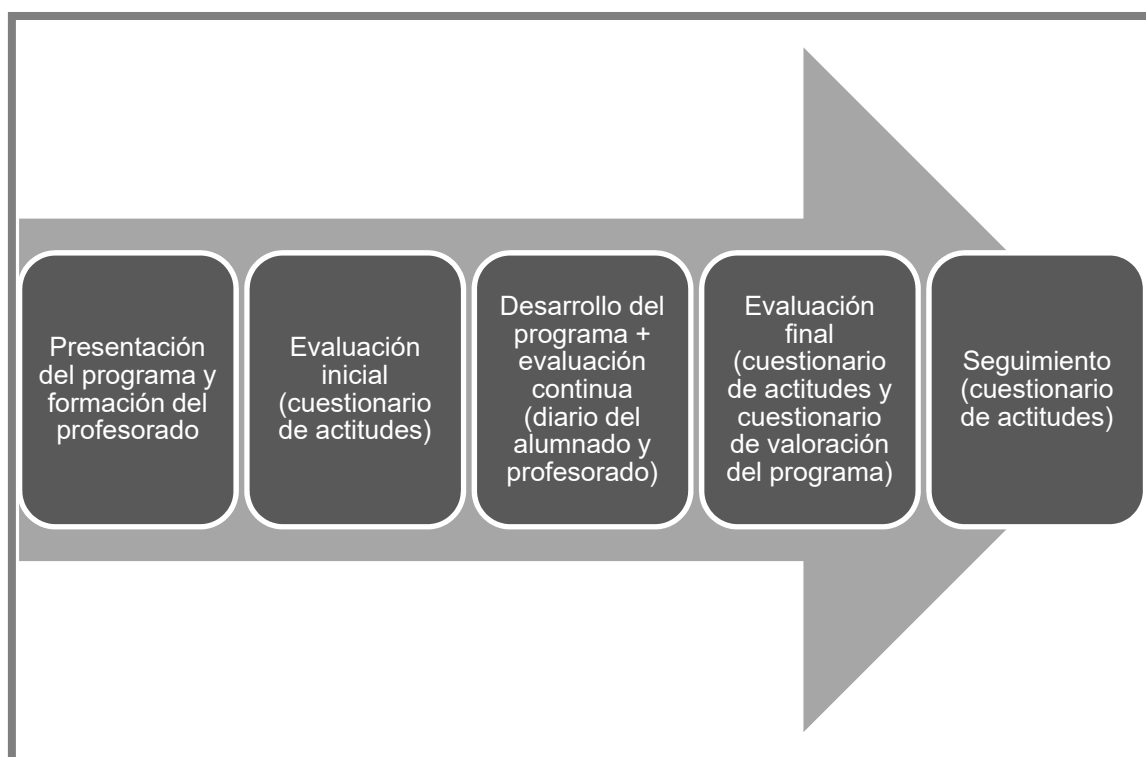 Presentación
del programa y
formación del
profesorado
Evaluación
inicial
(cuestionario
de actitudes)
Desarrollo del
programa +
evaluación
continua
(diario del
alumnado y
profesorado)
Evaluación
final
(cuestionario
de actitudes y
cuestionario
de valoración
del programa)
Seguimiento
(cuestionario
de actitudes)